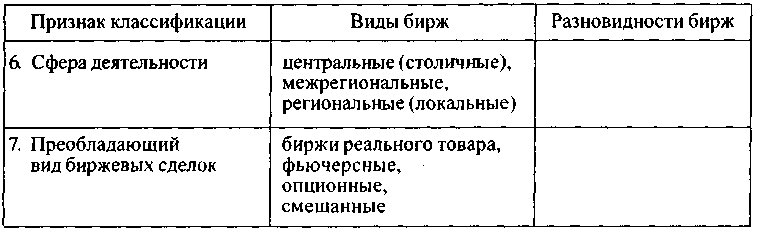 Признак классификации Виды бирж Разновидности бирж
6. Сфера деятельности центральные (столичные),
межрегиональные,
региональные (локальные)
7. Преобладающий биржи реального товара,
вид биржевых сделок фьючерсные,
опционные,
смешанные